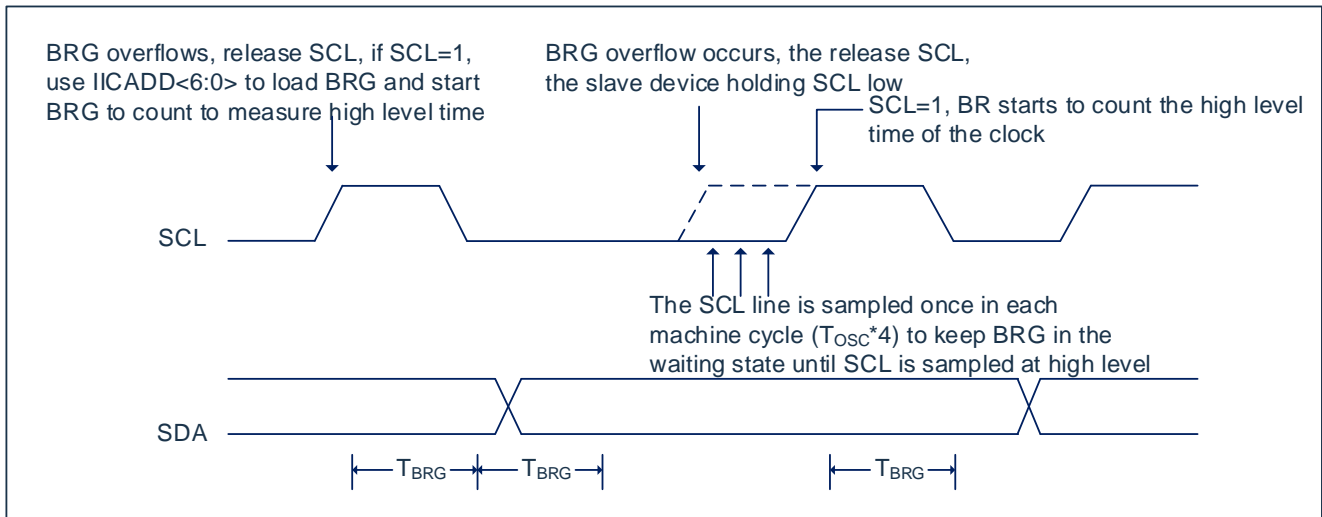 BRG overflows, release SCL, if SCL=1,
use IICADD<6:0> to load BRG and start
BRG to count to measure high level time
BRG overflow occurs, the release SCL,
the slave device holding SCL low
SCL=1, BR starts to count the high level
time of the clock
SCL
The SCL line is sampled once in each
machine cycle (TOSC*4) to keep BRG in the
waiting state until SCL is sampled at high level
SDA
TBRG
TBRG
TBRG